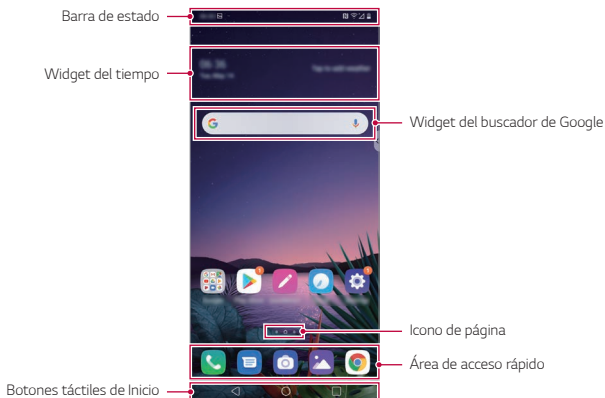 Barra de estado
Widget del tiempo
Widget del buscador de Google
Icono de página
Área de acceso rápido
Botones táctiles de Inicio